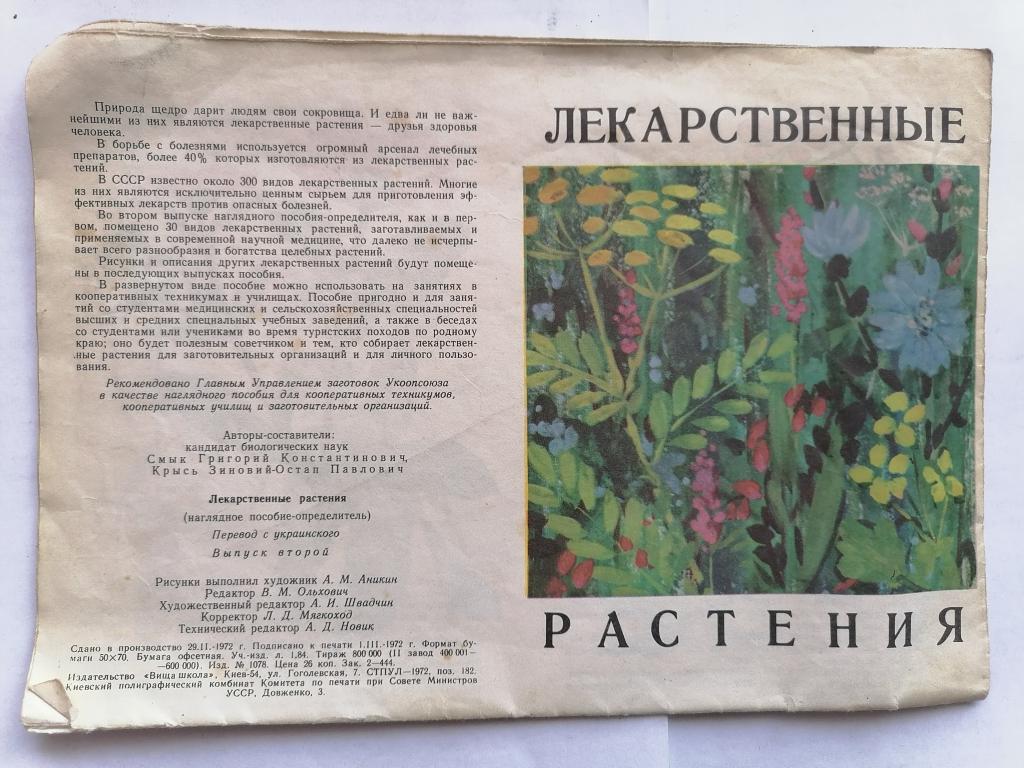 Природа щедро дарит людям свои сокровища. И едва ли не важ-
нейшими из них являются лекарственные растения — друзья здоровья
человека.
В борьбе с болезнями используется огромный арсенал лечебных
препаратов, более 40% которых изготовляются из лекарственных рас-
тений.
В СССР известно около 300 видов лекарственных растений. Многие
из них являются исключительно ценным сырьем для приготовления эф-
фективных лекарств против опасных болезней.
Во втором выпуске наглядного пособия-определителя, как и в пер-
вом, помещено 30 видов лекарственных растений, заготавливаемых и
применяемых в современной научной медицине, что далеко не исчерпы-
вает всего разнообразия и богатства целебных растений.
Рисунки и описания других лекарственных растений будут помеще-
ны в последующих выпусках пособия.
В развернутом виде пособие можно использовать на занятиях в
кооперативных техникумах и училищах. Пособие пригодно и для заня-
тий со студентами медицинских и сельскохозяйственных специальностей
высших и средних специальных учебных заведений, а также в беседах
со студентами или учениками во время туристских походов по родному
краю; оно будет полезным советчиком и тем, кто собирает лекарствен-
ные растения для заготовительных организаций и для личного пользо-
вания.
Рекомендовано Главным Управлением заготовок Укоопсоюза
в качестве наглядного пособия для кооперативных техникумов,
кооперативных училищ и заготовительных организаций.
Авторы-составители:
кандидат биологических наук
Смык Григорий Константинович,
Крысь Зиновий-Остап Павлович
Лекарственные растения
(наглядное пособие-определитель)
Перевод с украинского
Выпуск второй
Рисунки выполнил художник А. М. Аникин
Редактор В. М. Ольхович
Художественный редактор А. И. Швадчин
Корректор Л. Д. Мягкоход
Технический редактор А. Д. Новик
Сдано в производство 29.II.-1972 г. Подписано к печати 1.III.-1972 г. Формат бу-
маги 50×70. Бумага офсетная. Уч.-изд. л. 1,84. Тираж 800 000 (II завод 400 001—
—600 000). Изд. № 1078. Цена 26 коп. Зак. 2—444.
Издательство «Вища школа», Киев-54, ул. Гоголевская, 7. СТПУЛ—1972, поз. 182.
Киевский полиграфический комбинат Комитета по печати при Совете Министров
УССР, Довженко, 3.
ЛЕКАРСТВЕННЫЕ
РАСТЕНИЯ